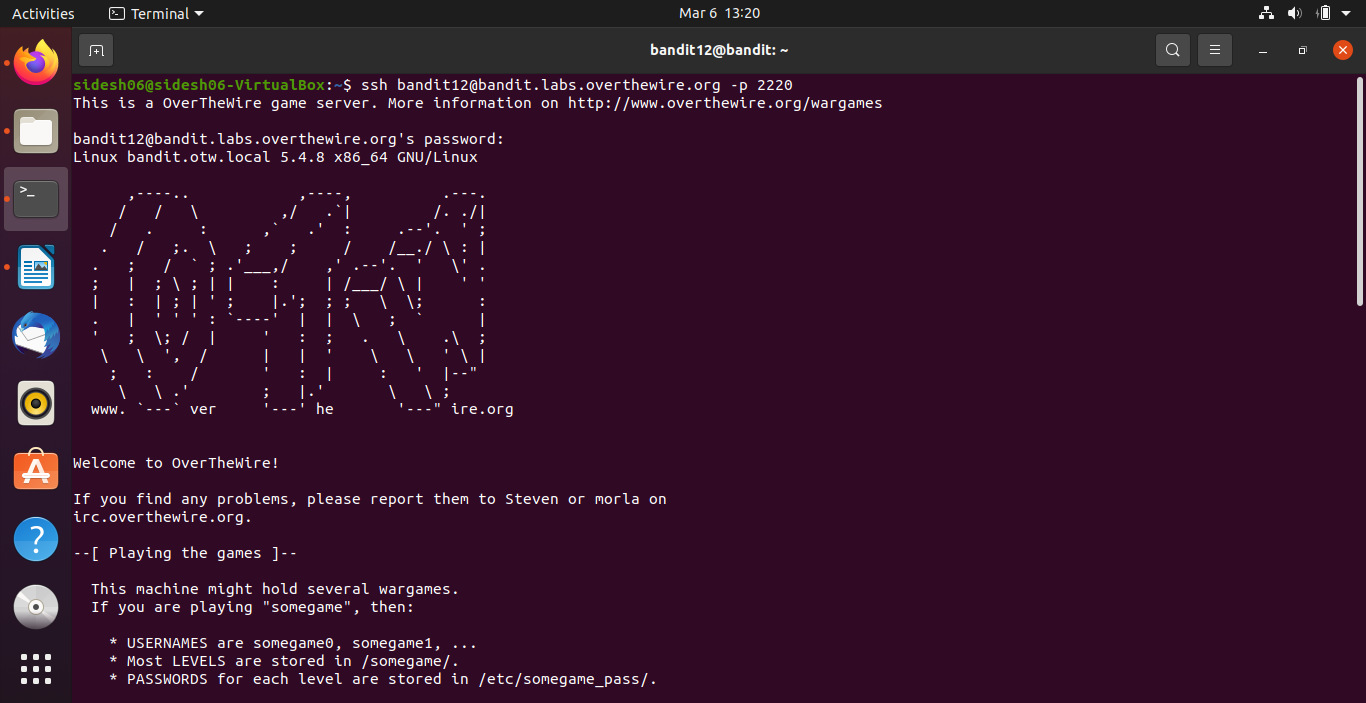 Activities Terminal Mar 6 13:20
bandit12@bandit: ~
sidesh06@sidesh06-VirtualBox:~$ ssh bandit12@bandit.labs.overthewire.org -p 2220
This is a OverTheWire game server. More information on http://www.overthewire.org/wargames
bandit12@bandit.labs.overthewire.org's password:
Linux bandit.otw.local 5.4.8 x86_64 GNU/Linux
      ,----..            ,----,          .---.
     /   /   \         ,/   .`|         /. ./|
    /   .     :      ,`   .'  :     .--'.  ' ;
   .   /   ;.  \   ;    ;     /    /__./ \ : |
  .   ;   /  ` ; .'___,/    ,' .--'.  '   \' .
  ;   |  ; \ ; | |    :     | /___/ \ |    ' '
  |   :  | ; | ' ;    |.';  ; ;   \  \;      :
  .   |  ' ' ' : `----'  |  |  \   ;  `      |
  '   ;  \; /  |     '   :  ;   .   \    .\  ;
   \   \  ',  /      |   |  '    \   \   ' \ |
    ;   :    /       '   :  |     :   '  |--"
     \   \ .'        ;   |.'       \   \ ;
  www. `---` ver     '---' he       '---" ire.org
Welcome to OverTheWire!
If you find any problems, please report them to Steven or morla on
irc.overthewire.org.
--[ Playing the games ]--
  This machine might hold several wargames.
  If you are playing "somegame", then:
    * USERNAMES are somegame0, somegame1, ...
    * Most LEVELS are stored in /somegame/.
    * PASSWORDS for each level are stored in /etc/somegame_pass/.